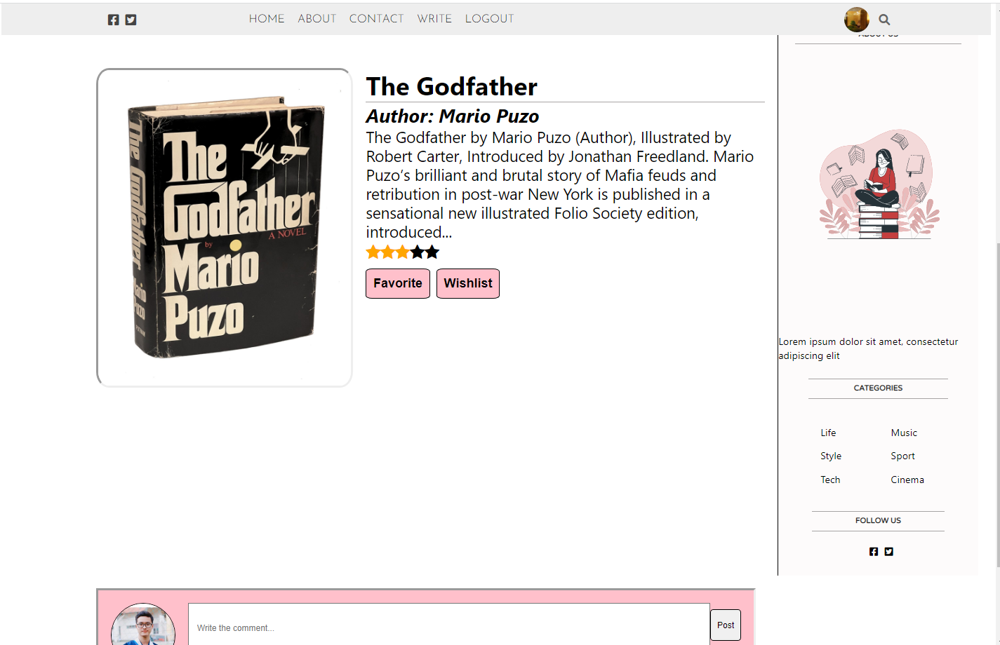 HOME ABOUT CONTACT WRITE LOGOUT
ABOUT US
The Godfather
Author: Mario Puzo
The Godfather by Mario Puzo (Author), Illustrated by
Robert Carter, Introduced by Jonathan Freedland. Mario
Puzo’s brilliant and brutal story of Mafia feuds and
retribution in post-war New York is published in a
sensational new illustrated Folio Society edition,
introduced...
Favorite Wishlist
The
Godfather
A NOVEL
by
Mario
Puzo
The Godfather
Mario
Puzo
PUTNAM
Lorem ipsum dolor sit amet, consectetur
adipiscing elit
CATEGORIES
Life Music
Style Sport
Tech Cinema
FOLLOW US
Write the comment...
Post